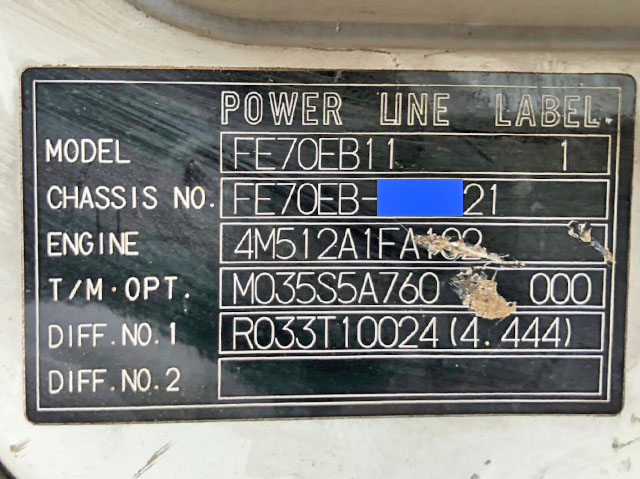 POWER LINE LABEL
MODEL FE70EB11 1
CHASSIS NO. FE70EB- 21
ENGINE 4M512A1FA102
T/M·OPT. M035S5A760 000
DIFF.NO.1 R033T10024(4.444)
DIFF.NO.2